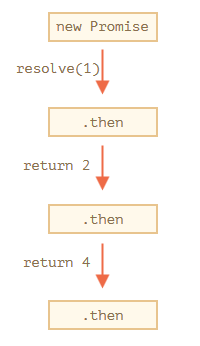 new Promise
resolve(1)
.then
return 2
.then
return 4
.then